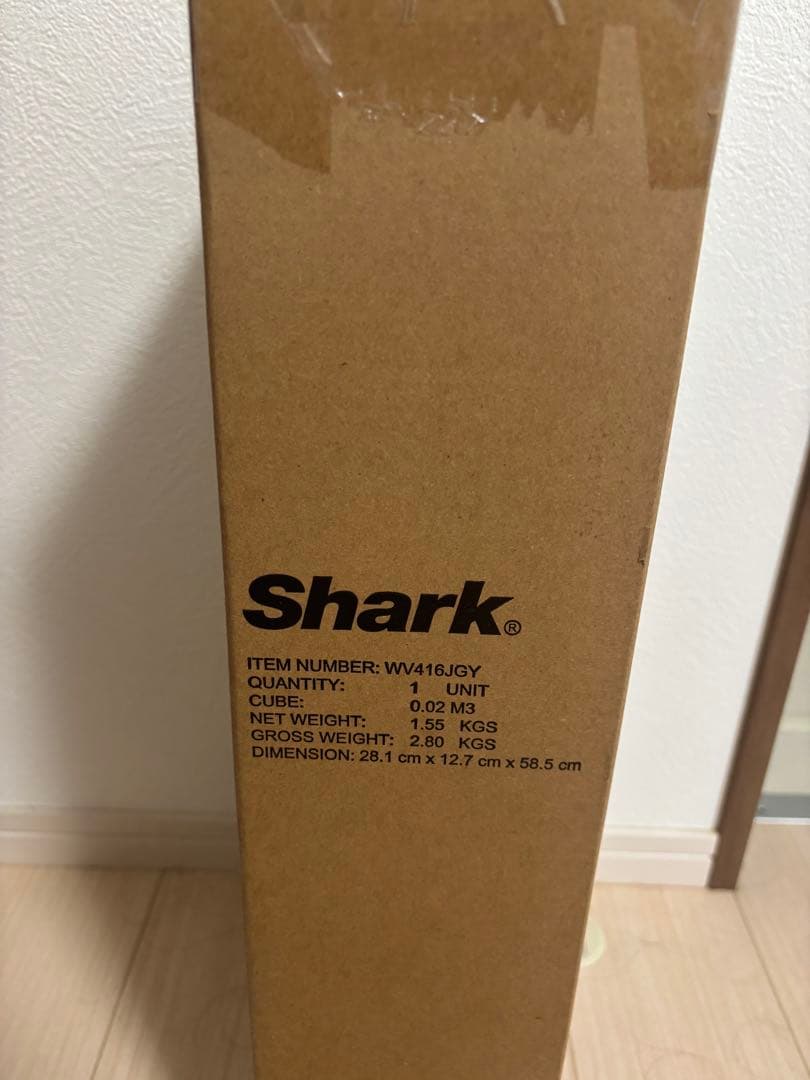 Shark®
ITEM NUMBER: WV416JGY
QUANTITY: 1 UNIT
CUBE: 0.02 M3
NET WEIGHT: 1.55 KGS
GROSS WEIGHT: 2.80 KGS
DIMENSION: 28.1 cm x 12.7 cm x 58.5 cm